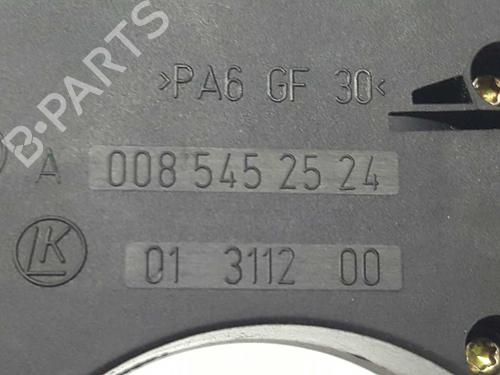 B-PARTS
>PA6 GF 30<
A 008 545 25 24
LK 01 3112 00